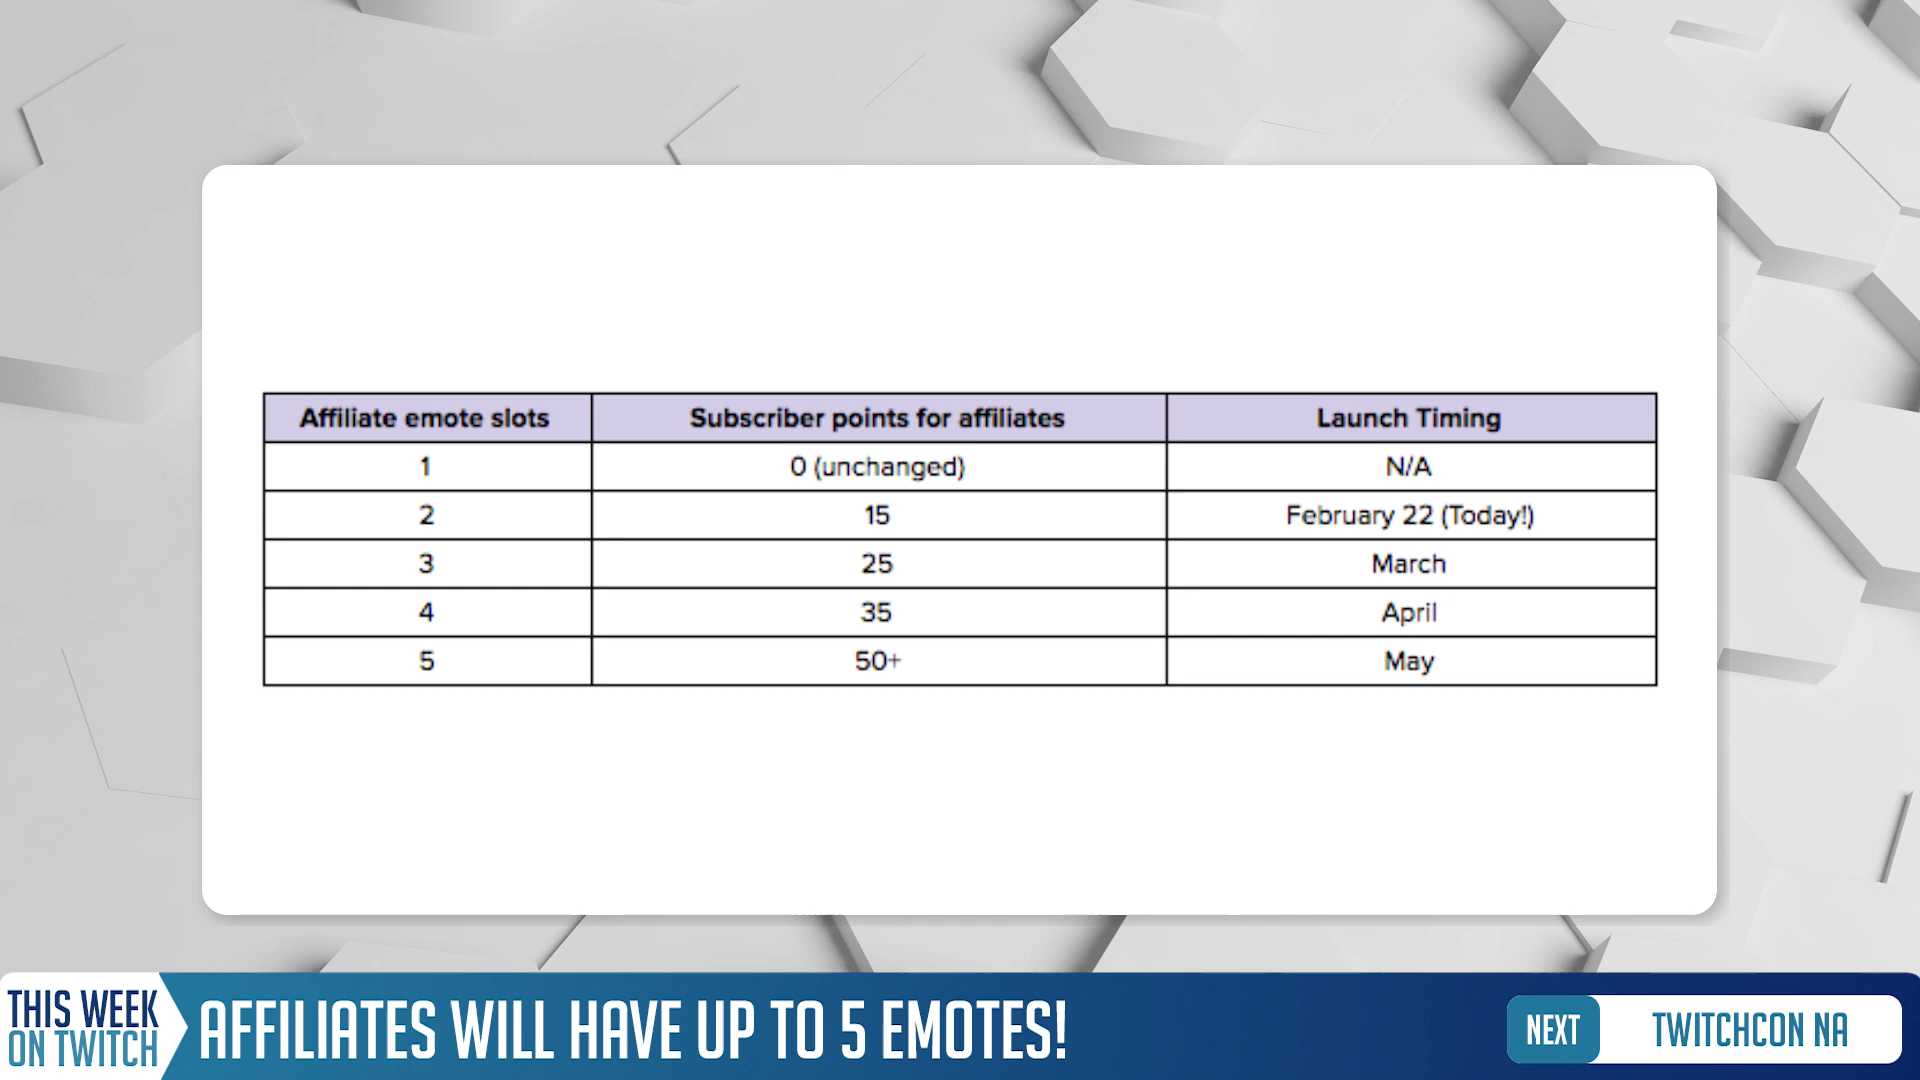 Affiliate emote slots Subscriber points for affiliates Launch Timing
1 0 (unchanged) N/A
2 15 February 22 (Today!)
3 25 March
4 35 April
5 50+ May
THIS WEEK
ON TWITCH
AFFILIATES WILL HAVE UP TO 5 EMOTES!
NEXT TWITCHCON NA